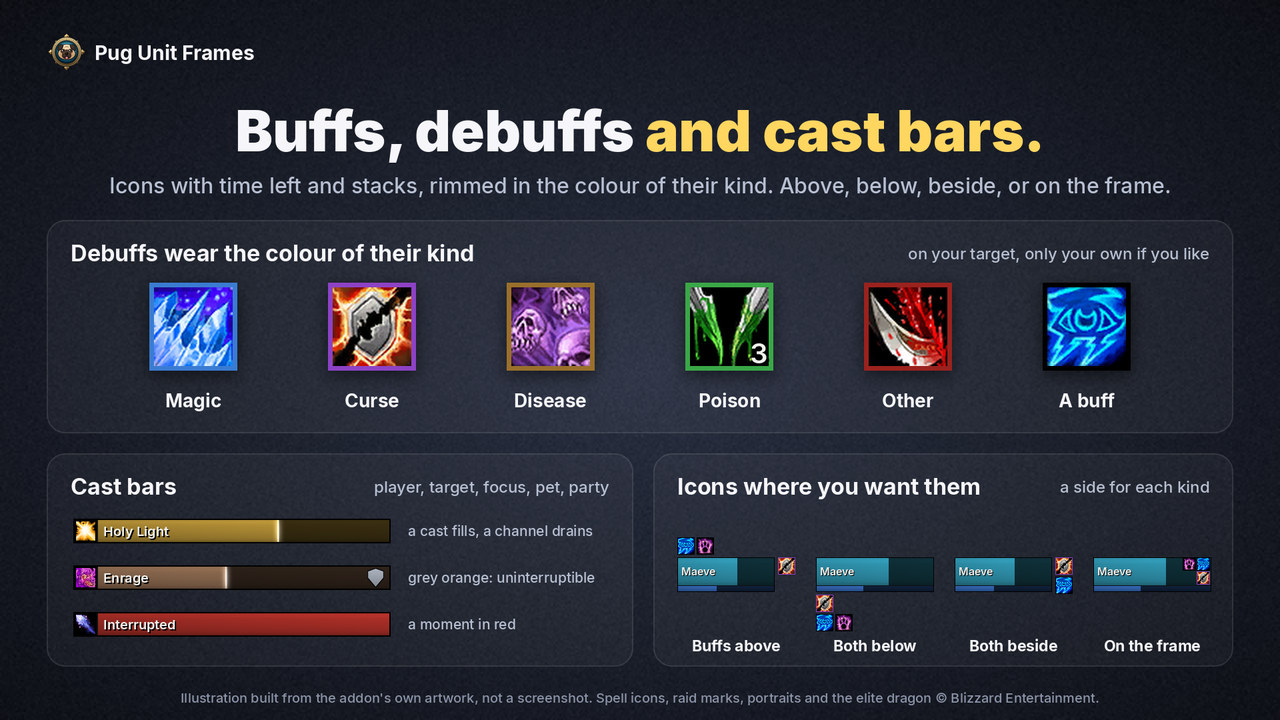 Pug Unit Frames
Buffs, debuffs and cast bars.
Icons with time left and stacks, rimmed in the colour of their kind. Above, below, beside, or on the frame.
Debuffs wear the colour of their kind
on your target, only your own if you like
3
Magic
Curse
Disease
Poison
Other
A buff
Cast bars
player, target, focus, pet, party
Holy Light
a cast fills, a channel drains
Enrage
grey orange: uninterruptible
Interrupted
a moment in red
Icons where you want them
a side for each kind
Maeve
Maeve
Maeve
Maeve
Buffs above
Both below
Both beside
On the frame
Illustration built from the addon's own artwork, not a screenshot. Spell icons, raid marks, portraits and the elite dragon © Blizzard Entertainment.